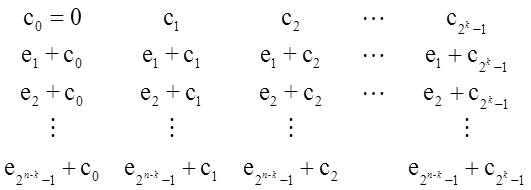 c₀ = 0 c₁ c₂ ⋯ c_{2^k−1}
e₁ + c₀ e₁ + c₁ e₁ + c₂ ⋯ e₁ + c_{2^k−1}
e₂ + c₀ e₂ + c₁ e₂ + c₂ ⋯ e₂ + c_{2^k−1}
⋮ ⋮ ⋮ ⋮
e_{2^{n-k}−1} + c₀ e_{2^{n-k}−1} + c₁ e_{2^{n-k}−1} + c₂ e_{2^{n-k}−1} + c_{2^k−1}